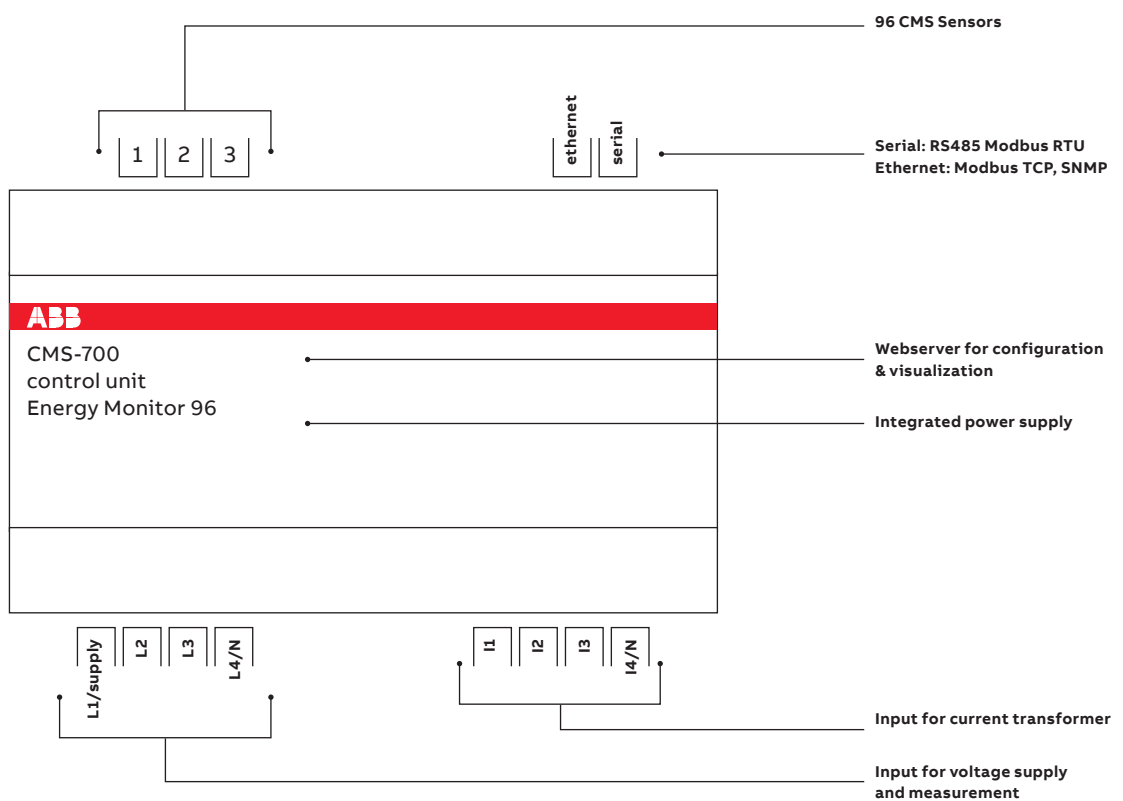 96 CMS Sensors
ethernet
serial
1 2 3
Serial: RS485 Modbus RTU
Ethernet: Modbus TCP, SNMP
ABB
CMS-700
control unit
Energy Monitor 96
Webserver for configuration
& visualization
Integrated power supply
L1/supply
L2
L3
L4/N
I1
I2
I3
I4/N
Input for current transformer
Input for voltage supply
and measurement